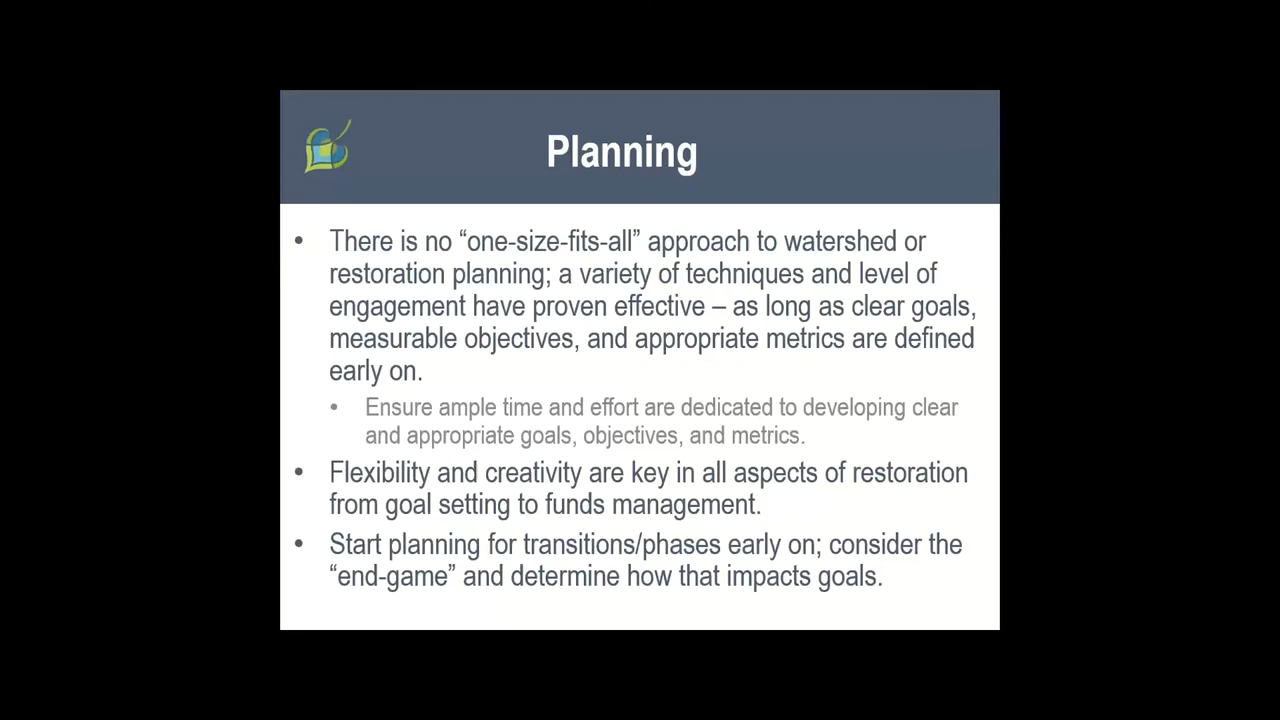 Planning
• There is no “one-size-fits-all” approach to watershed or
restoration planning; a variety of techniques and level of
engagement have proven effective – as long as clear goals,
measurable objectives, and appropriate metrics are defined
early on.
• Ensure ample time and effort are dedicated to developing clear
and appropriate goals, objectives, and metrics.
• Flexibility and creativity are key in all aspects of restoration
from goal setting to funds management.
• Start planning for transitions/phases early on; consider the
“end-game” and determine how that impacts goals.